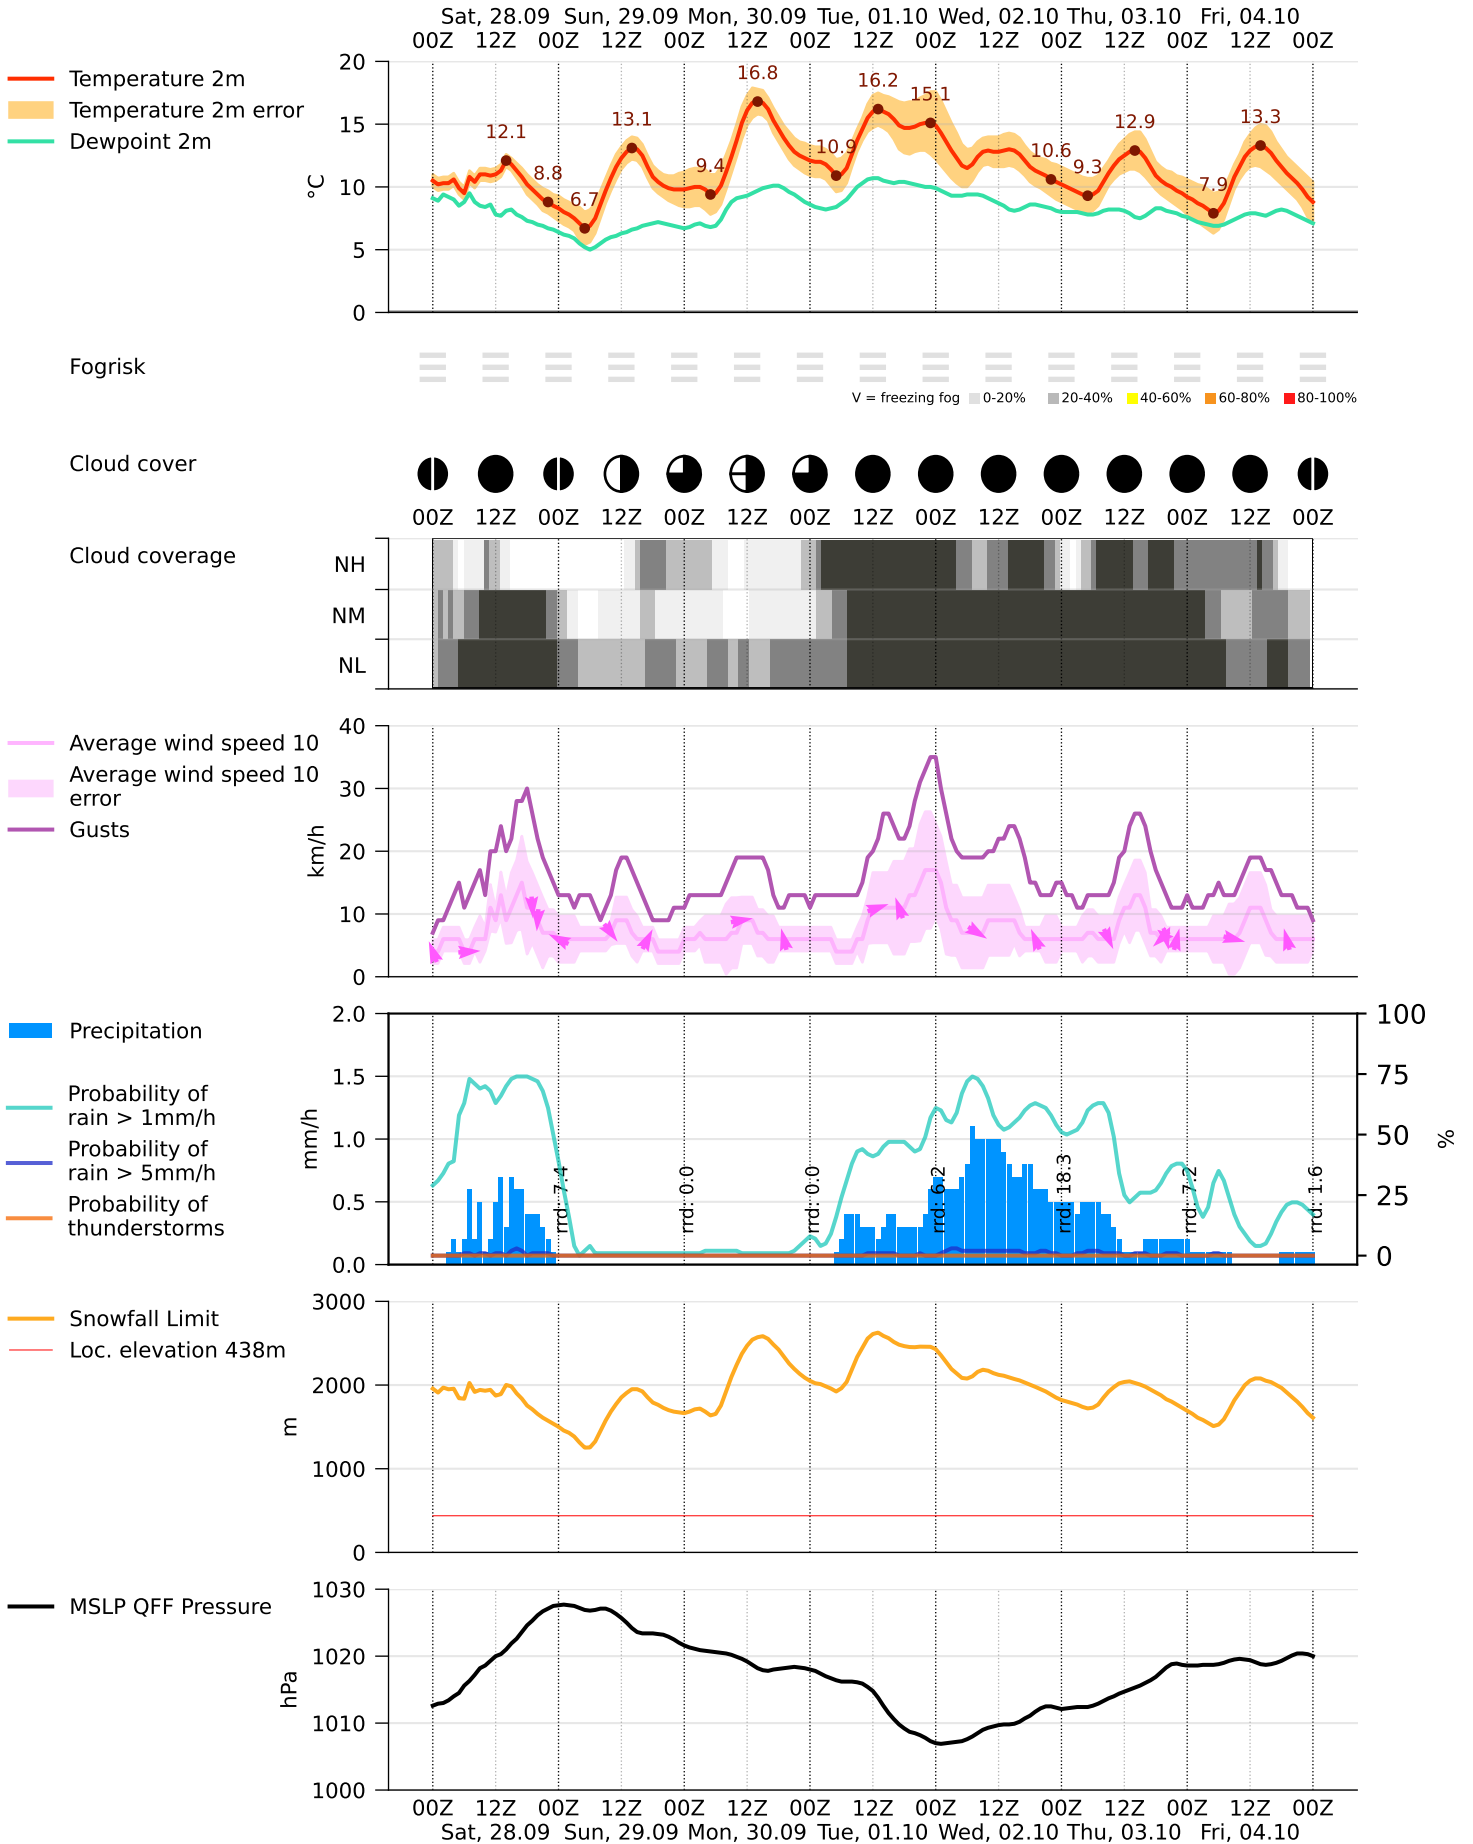 Sat, 28.09 Sun, 29.09 Mon, 30.09 Tue, 01.10 Wed, 02.10 Thu, 03.10 Fri, 04.10
00Z 12Z 00Z 12Z 00Z 12Z 00Z 12Z 00Z 12Z 00Z 12Z 00Z 12Z 00Z
Temperature 2m
Temperature 2m error
Dewpoint 2m
°C
20
15
10
5
0
12.1 8.8 6.7 13.1 9.4 16.8 10.9 16.2 15.1 10.6 9.3 12.9 7.9 13.3
Fogrisk
V = freezing fog 0-20% 20-40% 40-60% 60-80% 80-100%
Cloud cover
00Z 12Z 00Z 12Z 00Z 12Z 00Z 12Z 00Z 12Z 00Z 12Z 00Z 12Z 00Z
Cloud coverage
NH
NM
NL
Average wind speed 10
Average wind speed 10
error
Gusts
km/h
40
30
20
10
0
Precipitation
Probability of
rain > 1mm/h
Probability of
rain > 5mm/h
Probability of
thunderstorms
mm/h
2.0
1.5
1.0
0.5
0.0
rrd: 7.4 rrd: 0.0 rrd: 0.0 rrd: 6.2 rrd: 18.3 rrd: 7.2 rrd: 1.6
100
75
50
25
0
%
Snowfall Limit
Loc. elevation 438m
m
3000
2000
1000
0
MSLP QFF Pressure
hPa
1030
1020
1010
1000
00Z 12Z 00Z 12Z 00Z 12Z 00Z 12Z 00Z 12Z 00Z 12Z 00Z 12Z 00Z
Sat, 28.09 Sun, 29.09 Mon, 30.09 Tue, 01.10 Wed, 02.10 Thu, 03.10 Fri, 04.10